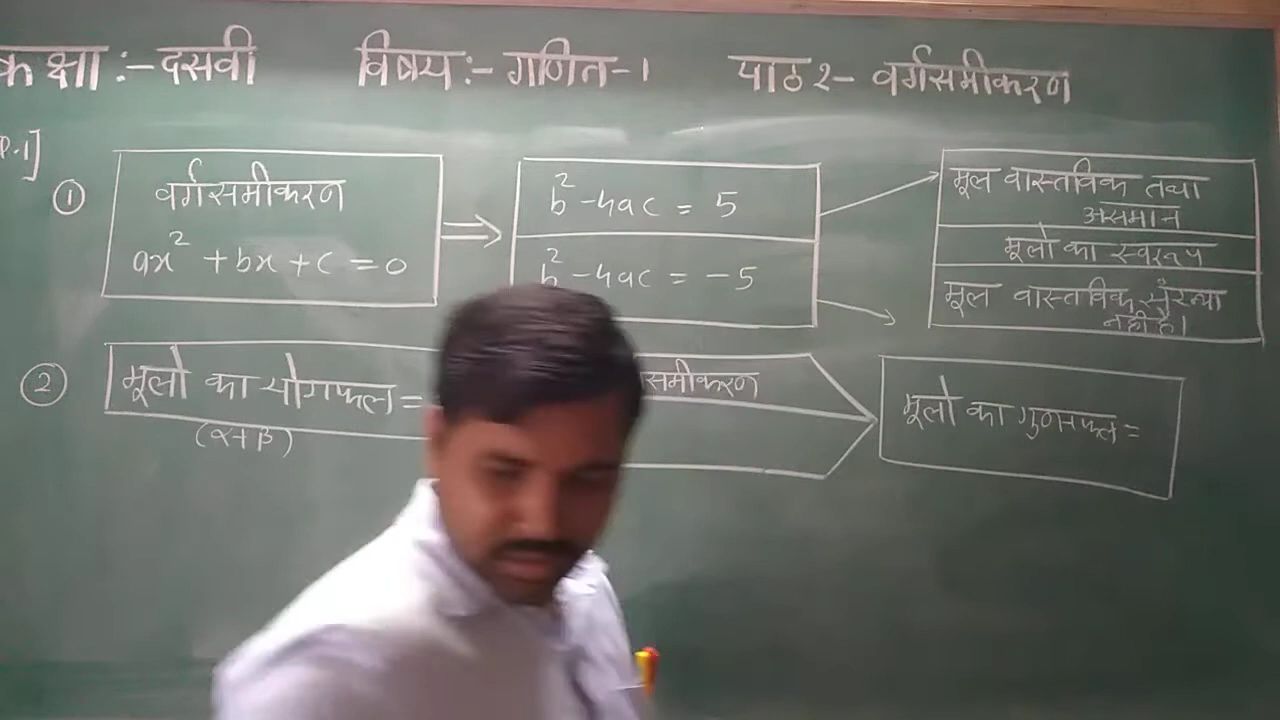 कक्षा :- दसवी विषय :- गणित-1 पाठ 2- वर्गसमीकरण
P.1]
① वर्गसमीकरण
ax² + bx + c = 0
b² - 4ac = 5
b² - 4ac = -5
मूल वास्तविक तथा
असमान
मूलो का स्वरूप
मूल वास्तविक सँख्या
नही है।
② मूलो का योगफल =
(α+β)
समीकरण
मूलो का गुणनफल =